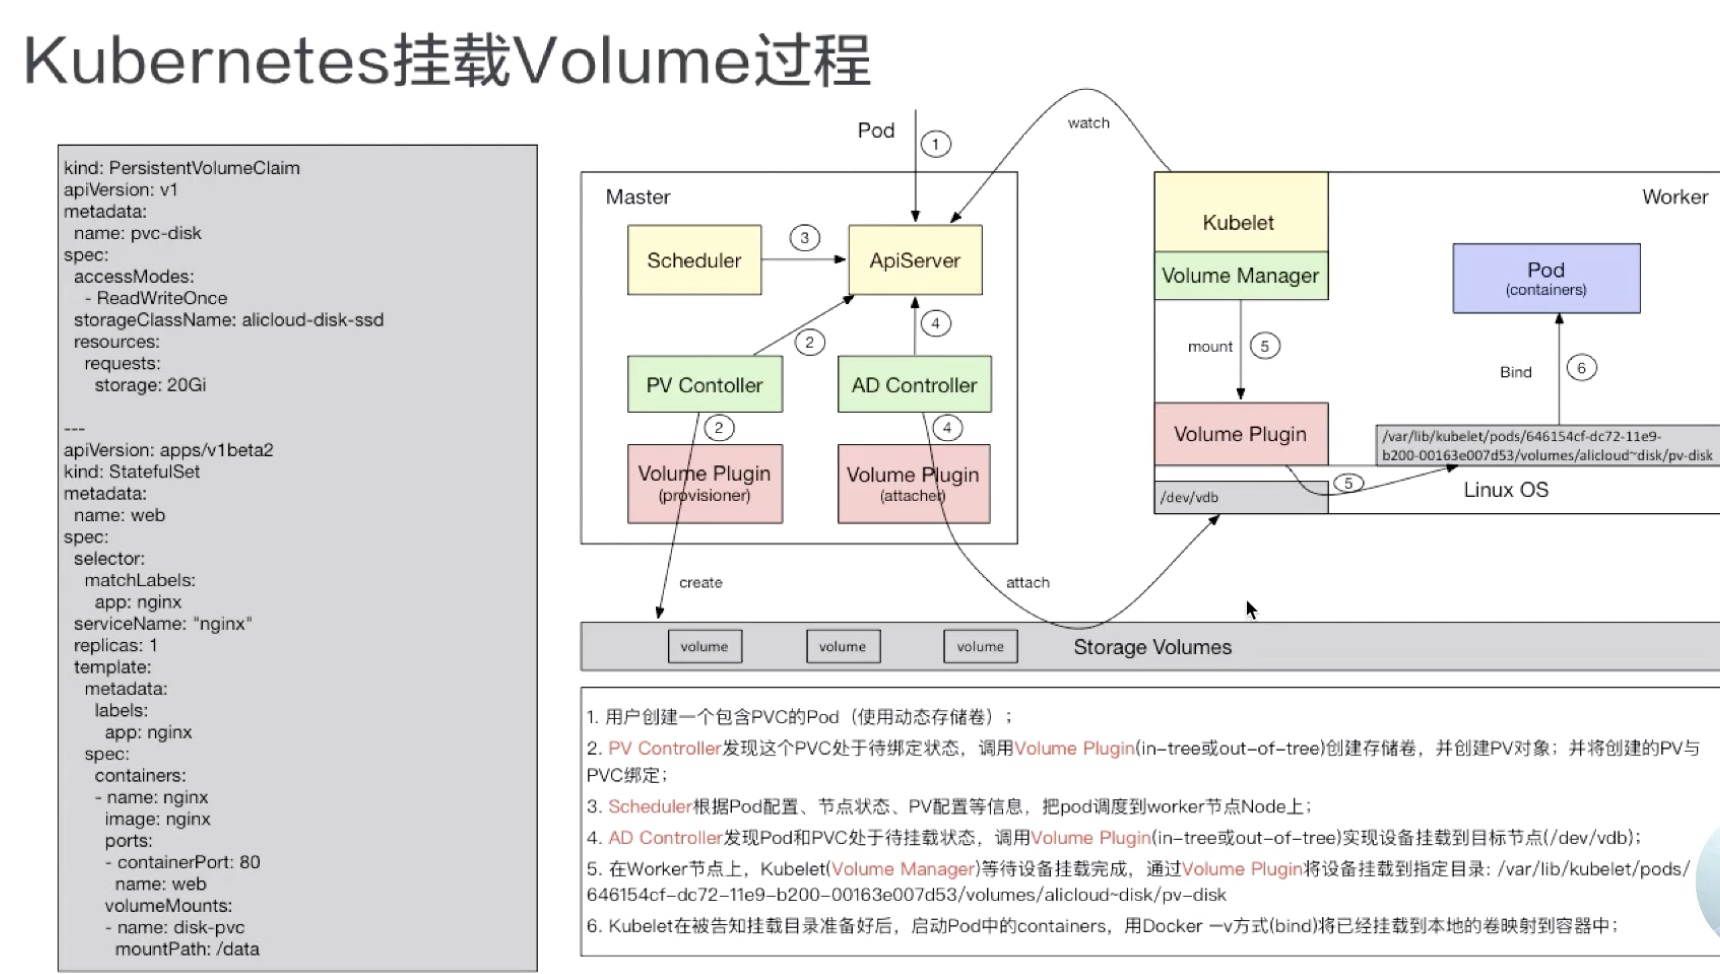 Kubernetes挂载Volume过程
kind: PersistentVolumeClaim
apiVersion: v1
metadata:
name: pvc-disk
spec:
accessModes:
- ReadWriteOnce
storageClassName: alicloud-disk-ssd
resources:
requests:
storage: 20Gi
---
apiVersion: apps/v1beta2
kind: StatefulSet
metadata:
name: web
spec:
selector:
matchLabels:
app: nginx
serviceName: "nginx"
replicas: 1
template:
metadata:
labels:
app: nginx
spec:
containers:
- name: nginx
image: nginx
ports:
- containerPort: 80
name: web
volumeMounts:
- name: disk-pvc
mountPath: /data
Pod
1
watch
Master
Scheduler
3
ApiServer
2
4
PV Contoller
AD Controller
2
4
Volume Plugin
(provisioner)
Volume Plugin
(attacher)
create
attach
Worker
Kubelet
Volume Manager
Pod
(containers)
mount
5
Bind
6
Volume Plugin
/var/lib/kubelet/pods/646154cf-dc72-11e9-
b200-00163e007d53/volumes/alicloud~disk/pv-disk
5
/dev/vdb
Linux OS
volume
volume
volume
Storage Volumes
1. 用户创建一个包含PVC的Pod（使用动态存储卷）；
2. PV Controller发现这个PVC处于待绑定状态，调用Volume Plugin(in-tree或out-of-tree)创建存储卷，并创建PV对象；并将创建的PV与
PVC绑定；
3. Scheduler根据Pod配置、节点状态、PV配置等信息，把pod调度到worker节点Node上；
4. AD Controller发现Pod和PVC处于待挂载状态，调用Volume Plugin(in-tree或out-of-tree)实现设备挂载到目标节点(/dev/vdb)；
5. 在Worker节点上，Kubelet(Volume Manager)等待设备挂载完成，通过Volume Plugin将设备挂载到指定目录: /var/lib/kubelet/pods/
646154cf-dc72-11e9-b200-00163e007d53/volumes/alicloud~disk/pv-disk
6. Kubelet在被告知挂载目录准备好后，启动Pod中的containers，用Docker —v方式(bind)将已经挂载到本地的卷映射到容器中；